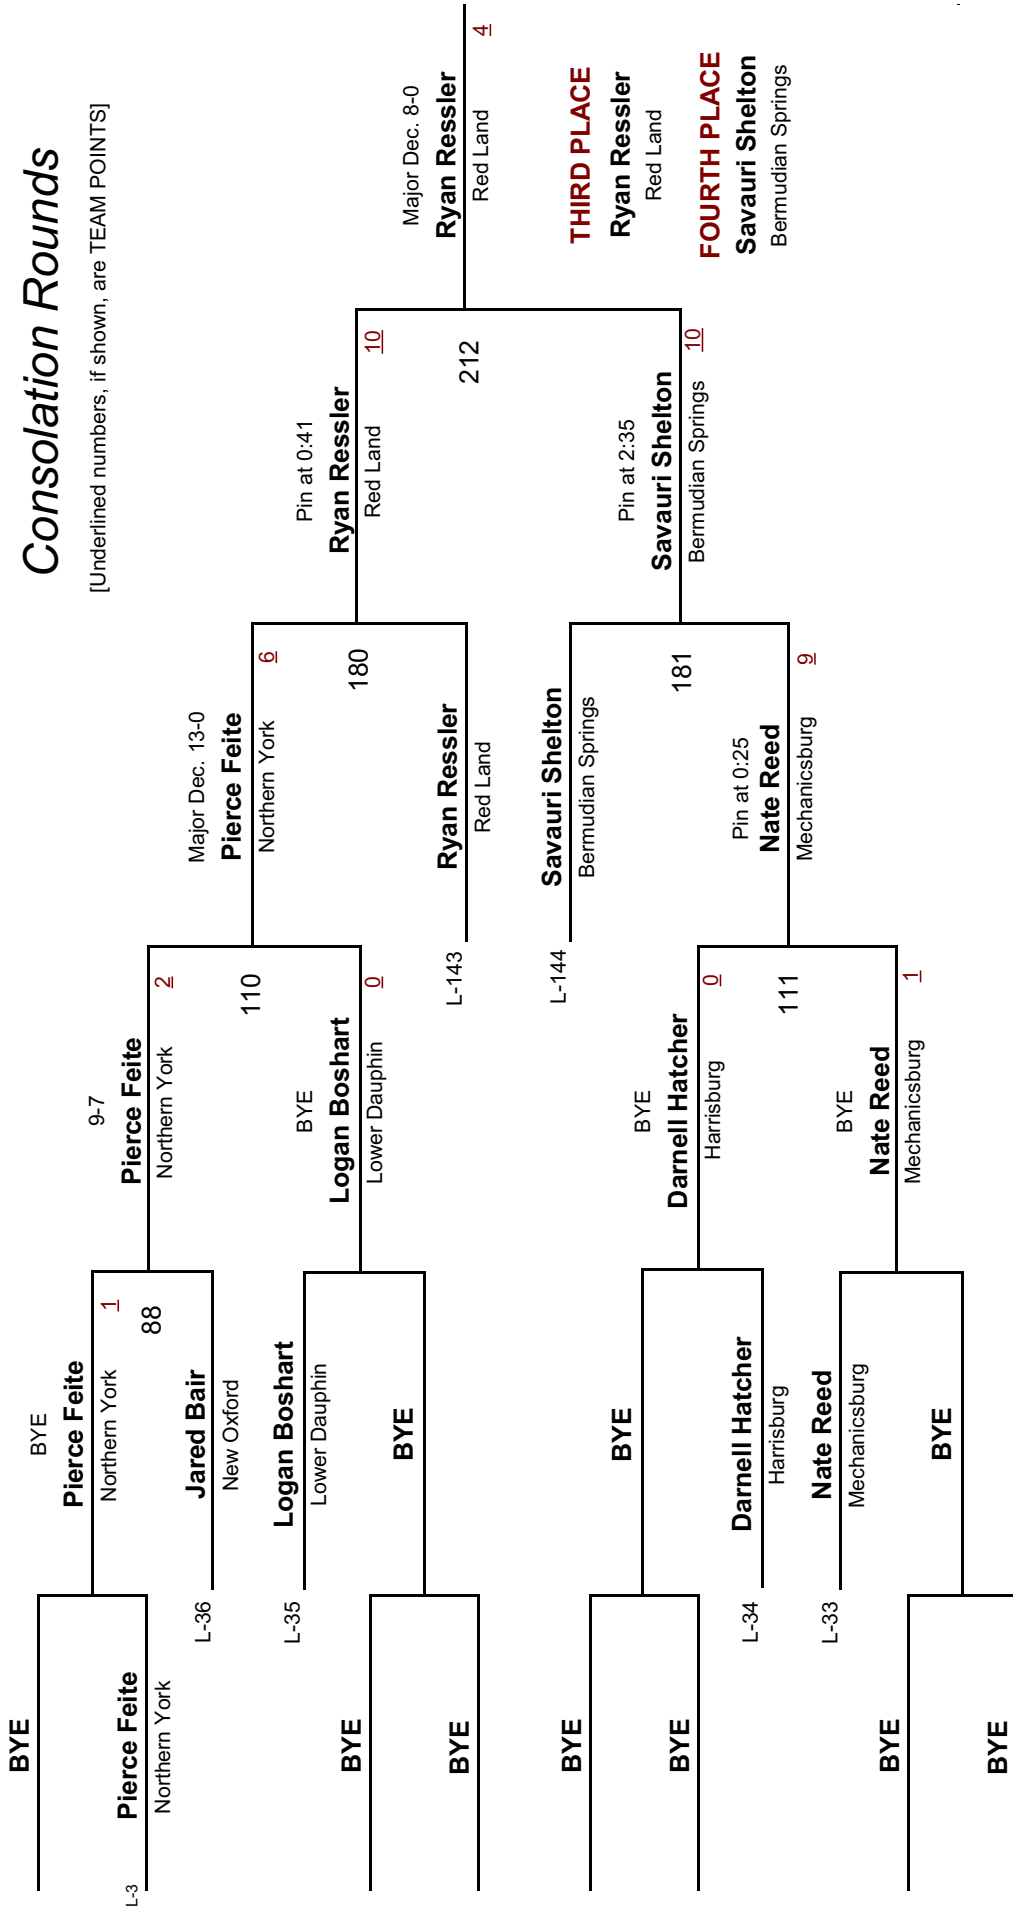 Consolation Rounds
[Underlined numbers, if shown, are TEAM POINTS]
BYE
L-3
Pierce Feite
Northern York
BYE
BYE
BYE
BYE
BYE
BYE
BYE
Pierce Feite
Northern York
1
88
L-36
Jared Bair
New Oxford
L-35
Logan Boshart
Lower Dauphin
BYE
BYE
L-34
Darnell Hatcher
Harrisburg
L-33
Nate Reed
Mechanicsburg
BYE
9-7
Pierce Feite
Northern York
2
110
BYE
Logan Boshart
Lower Dauphin
0
BYE
Darnell Hatcher
Harrisburg
0
111
BYE
Nate Reed
Mechanicsburg
1
Major Dec. 13-0
Pierce Feite
Northern York
6
180
L-143
Ryan Ressler
Red Land
L-144
Savauri Shelton
Bermudian Springs
181
Pin at 0:25
Nate Reed
Mechanicsburg
9
Pin at 0:41
Ryan Ressler
Red Land
10
212
Pin at 2:35
Savauri Shelton
Bermudian Springs
10
Major Dec. 8-0
Ryan Ressler
Red Land
4
THIRD PLACE
Ryan Ressler
Red Land
FOURTH PLACE
Savauri Shelton
Bermudian Springs